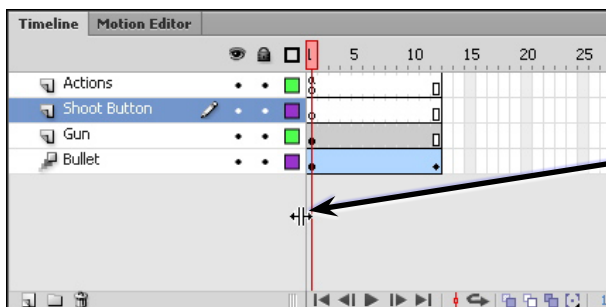 Timeline Motion Editor
1 5 10 15 20 25
Actions
a
Shoot Button
Gun
Bullet